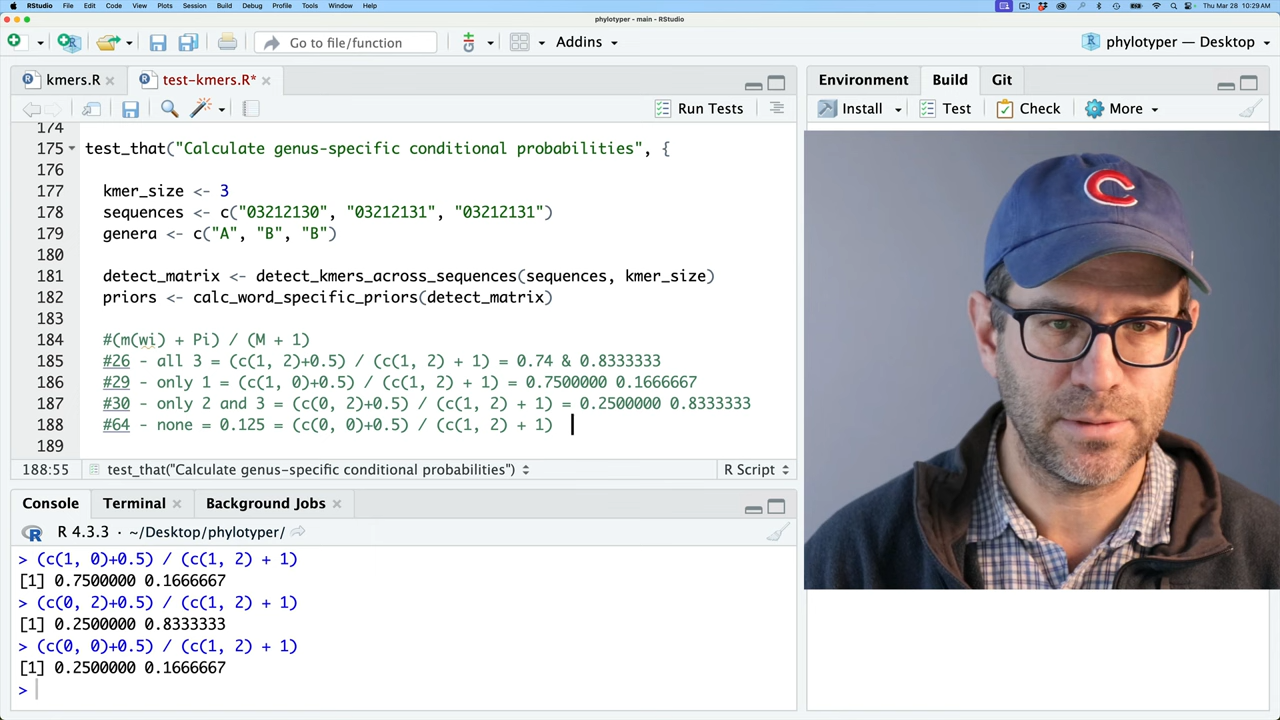 RStudio File Edit Code View Plots Session Build Debug Profile Tools Window Help Thu Mar 28 10:29 AM
phylotyper - main - RStudio
Go to file/function Addins phylotyper — Desktop
kmers.R test-kmers.R* Environment Build Git
Run Tests Install Test Check More
174
175 test_that("Calculate genus-specific conditional probabilities", {
176
177 kmer_size <- 3
178 sequences <- c("03212130", "03212131", "03212131")
179 genera <- c("A", "B", "B")
180
181 detect_matrix <- detect_kmers_across_sequences(sequences, kmer_size)
182 priors <- calc_word_specific_priors(detect_matrix)
183
184 #(m(wi) + Pi) / (M + 1)
185 #26 - all 3 = (c(1, 2)+0.5) / (c(1, 2) + 1) = 0.74 & 0.8333333
186 #29 - only 1 = (c(1, 0)+0.5) / (c(1, 2) + 1) = 0.7500000 0.1666667
187 #30 - only 2 and 3 = (c(0, 2)+0.5) / (c(1, 2) + 1) = 0.2500000 0.8333333
188 #64 - none = 0.125 = (c(0, 0)+0.5) / (c(1, 2) + 1)
189
188:55 test_that("Calculate genus-specific conditional probabilities") R Script
Console Terminal Background Jobs
R 4.3.3 · ~/Desktop/phylotyper/
> (c(1, 0)+0.5) / (c(1, 2) + 1)
[1] 0.7500000 0.1666667
> (c(0, 2)+0.5) / (c(1, 2) + 1)
[1] 0.2500000 0.8333333
> (c(0, 0)+0.5) / (c(1, 2) + 1)
[1] 0.2500000 0.1666667
>
C